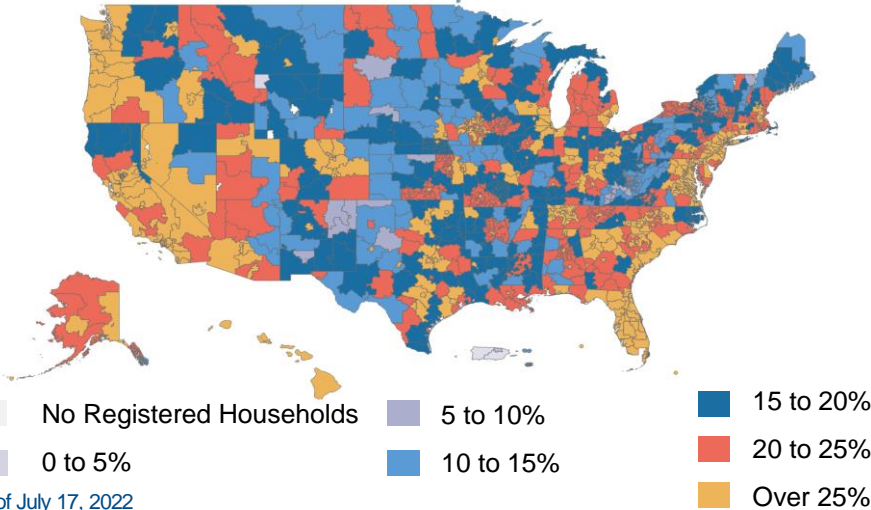 No Registered Households
0 to 5%
5 to 10%
10 to 15%
15 to 20%
20 to 25%
Over 25%
of July 17, 2022